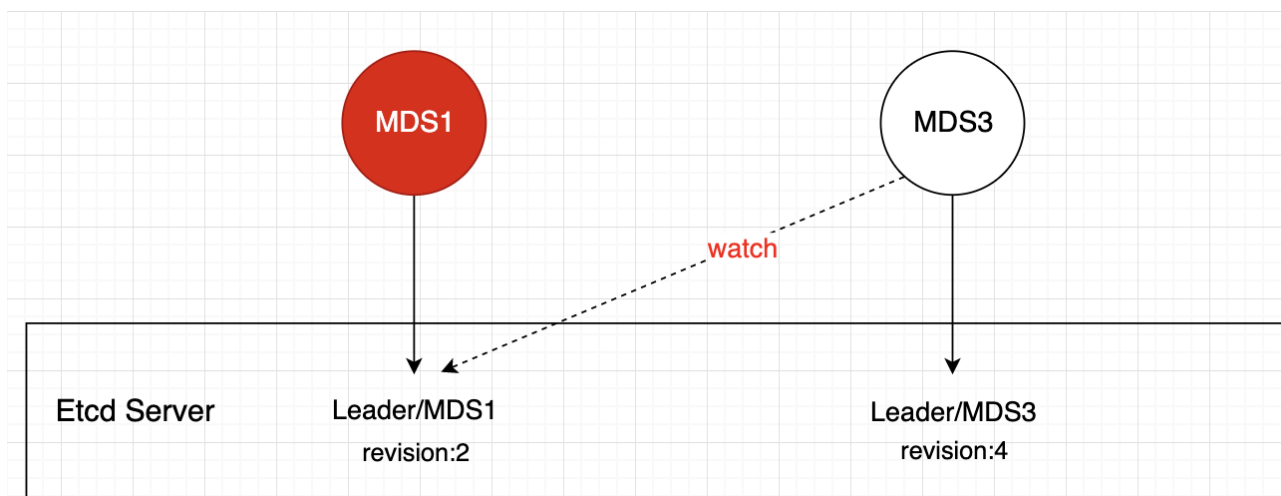 MDS1
MDS3
watch
Etcd Server
Leader/MDS1
revision:2
Leader/MDS3
revision:4